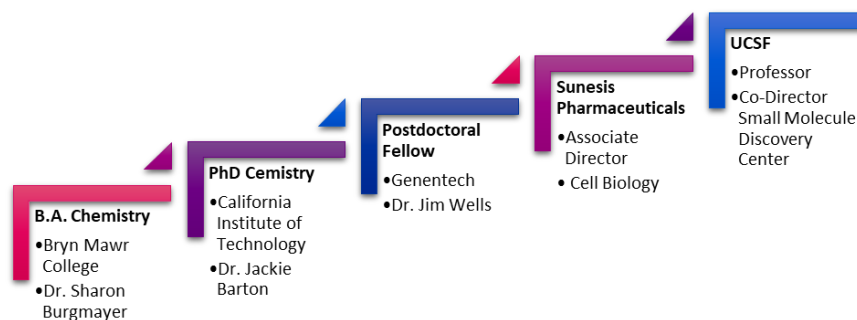 B.A. Chemistry
•Bryn Mawr
College
•Dr. Sharon
Burgmayer
PhD Cemistry
•California
Institute of
Technology
•Dr. Jackie
Barton
Postdoctoral
Fellow
•Genentech
•Dr. Jim Wells
Sunesis
Pharmaceuticals
•Associate
Director
• Cell Biology
UCSF
•Professor
•Co-Director
Small Molecule
Discovery
Center